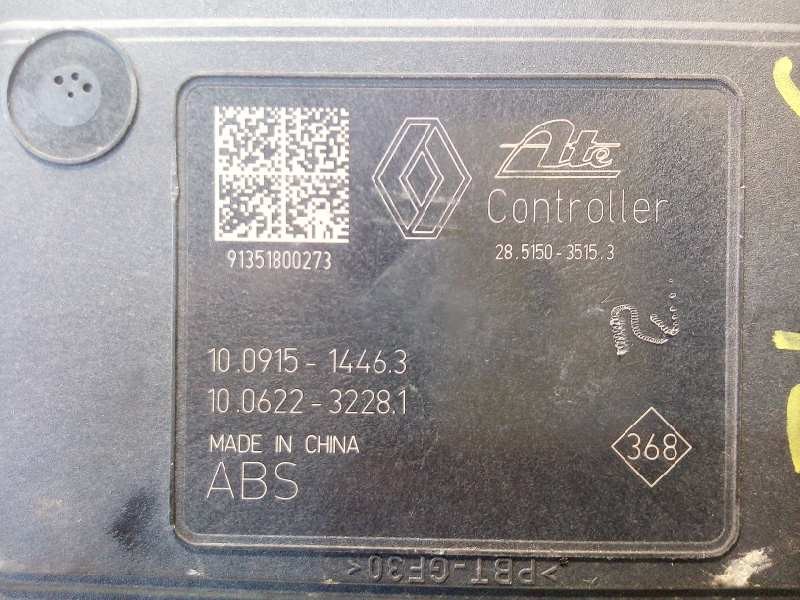 Aite
Controller
28.5150-3515.3
91351800273
10.0915-1446.3
10.0622-3228.1
MADE IN CHINA
ABS
368
>PBT-GF30<